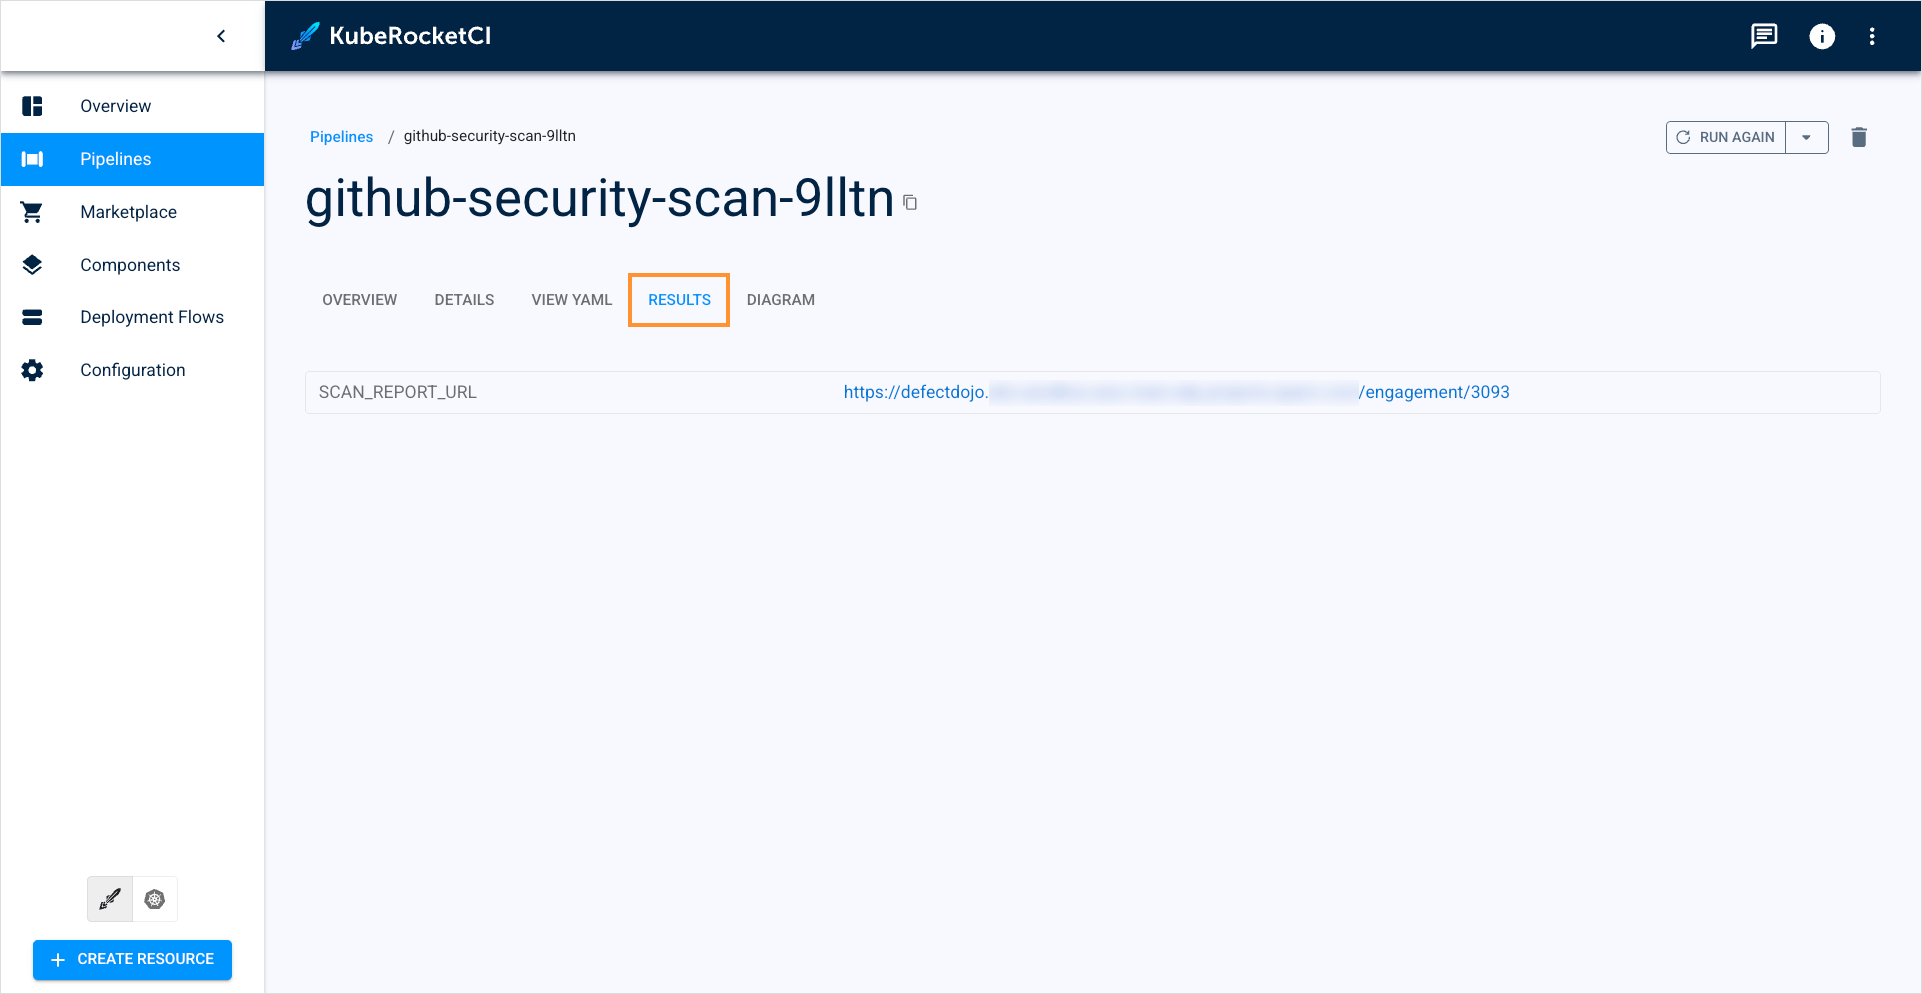 KubeRocketCI
Overview
Pipelines
Marketplace
Components
Deployment Flows
Configuration
CREATE RESOURCE
Pipelines / github-security-scan-9lltn
RUN AGAIN
github-security-scan-9lltn
OVERVIEW DETAILS VIEW YAML RESULTS DIAGRAM
SCAN_REPORT_URL https://defectdojo. /engagement/3093